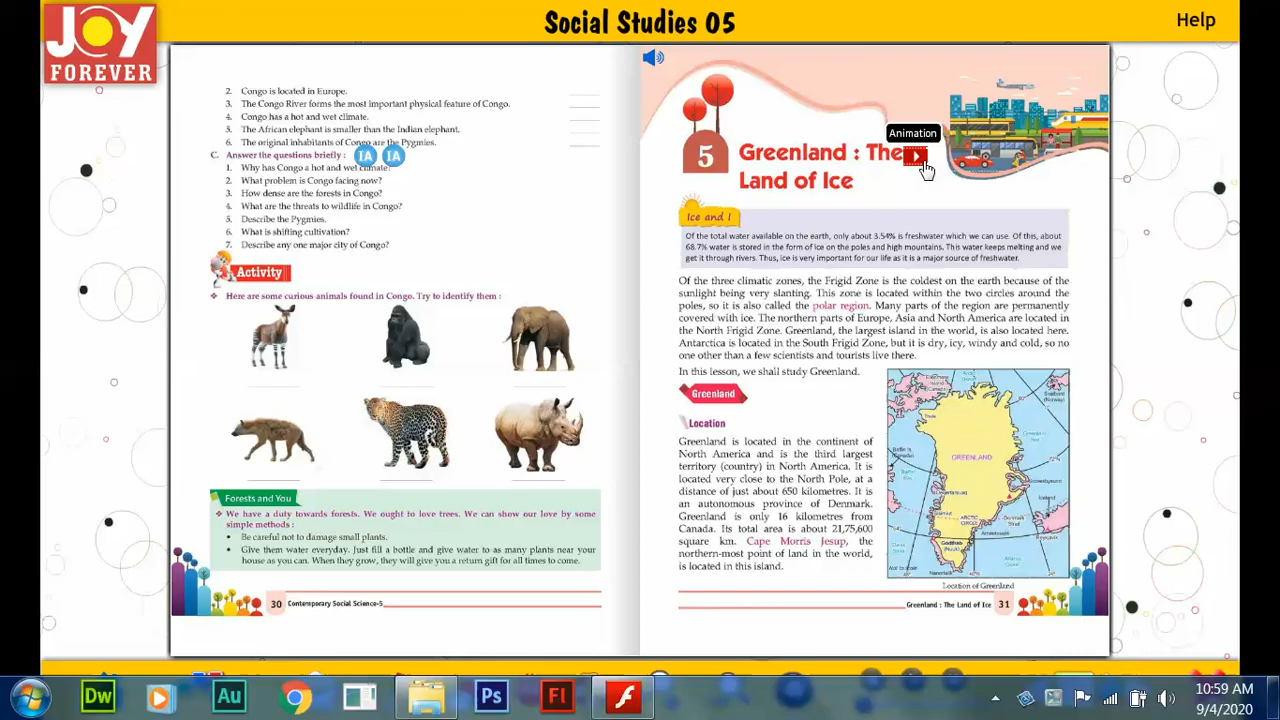 Social Studies 05
Help
JOY
FOREVER
2. Congo is located in Europe.
3. The Congo River forms the most important physical feature of Congo.
4. Congo has a hot and wet climate.
5. The African elephant is smaller than the Indian elephant.
6. The original inhabitants of Congo are the Pygmies.
C. Answer the questions briefly : IA IA
1. Why has Congo a hot and wet climate?
2. What problem is Congo facing now?
3. How dense are the forests in Congo?
4. What are the threats to wildlife in Congo?
5. Describe the Pygmies.
6. What is shifting cultivation?
7. Describe any one major city of Congo?
Activity
❖ Here are some curious animals found in Congo. Try to identify them :
Forests and You
❖ We have a duty towards forests. We ought to love trees. We can show our love by some
simple methods :
• Be careful not to damage small plants.
• Give them water everyday. Just fill a bottle and give water to as many plants near your
house as you can. When they grow, they will give you a return gift for all times to come.
30 Contemporary Social Science-5
Animation
5
Greenland : The
Land of Ice
Ice and I
Of the total water available on the earth, only about 3.54% is freshwater which we can use. Of this, about
68.7% water is stored in the form of ice on the poles and high mountains. This water keeps melting and we
get it through rivers. Thus, ice is very important for our life as it is a major source of freshwater.
Of the three climatic zones, the Frigid Zone is the coldest on the earth because of the
sunlight being very slanting. This zone is located within the two circles around the
poles, so it is also called the polar region. Many parts of the region are permanently
covered with ice. The northern parts of Europe, Asia and North America are located in
the North Frigid Zone. Greenland, the largest island in the world, is also located here.
Antarctica is located in the South Frigid Zone, but it is dry, icy, windy and cold, so no
one other than a few scientists and tourists live there.
In this lesson, we shall study Greenland.
Greenland
Location
Greenland is located in the continent of
North America and is the third largest
territory (country) in North America. It is
located very close to the North Pole, at a
distance of just about 650 kilometres. It is
an autonomous province of Denmark.
Greenland is only 16 kilometres from
Canada. Its total area is about 21,75,600
square km. Cape Morris Jesup, the
northern-most point of land in the world,
is located in this island.
GREENLAND
ARCTIC
CIRCLE
Godthab
(Nuuk)
Iceland
Location of Greenland
Greenland : The Land of Ice 31
Dw
Au
Ps
Fl
10:59 AM
9/4/2020